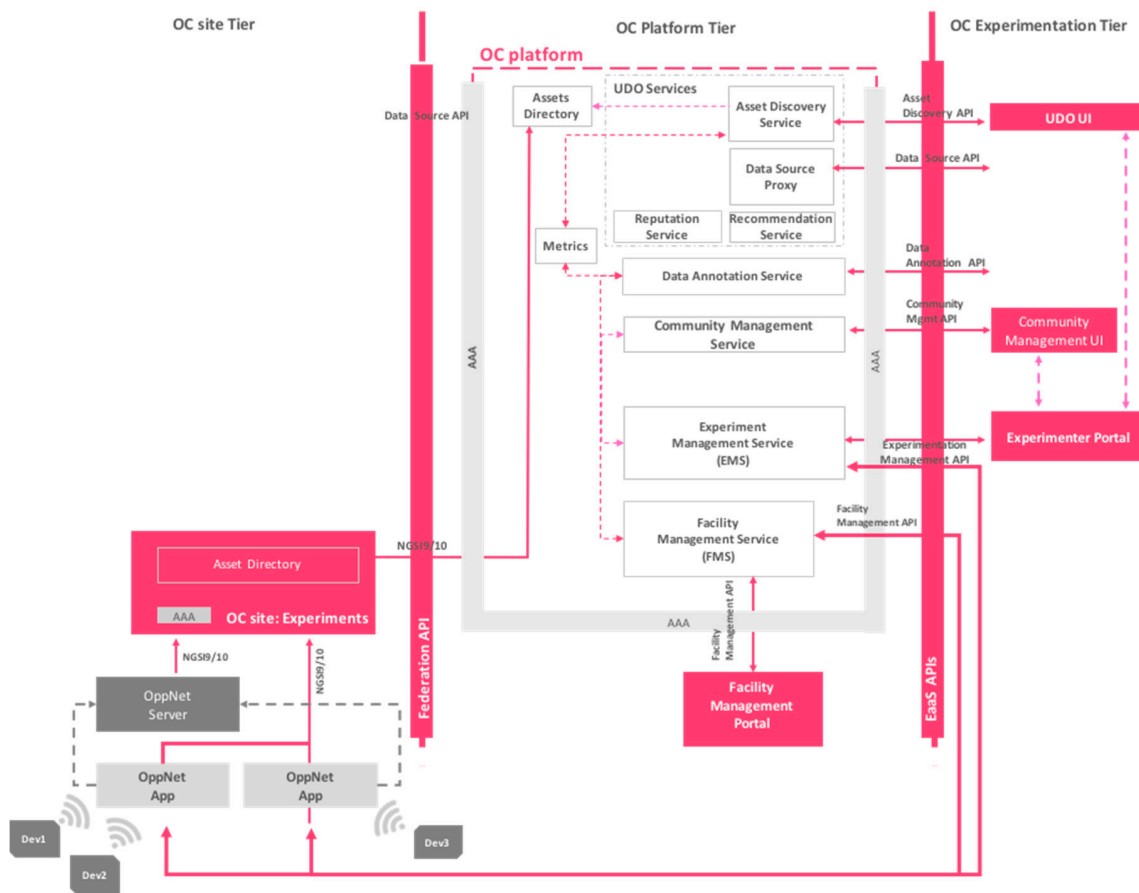 OC site Tier
OC Platform Tier
OC Experimentation Tier
OC platform
UDO Services
Assets
Directory
Asset Discovery
Service
Asset
Discovery API
UDO UI
Data Source API
Data Source
Proxy
Data Source API
Reputation
Service
Recommendation
Service
Metrics
Data Annotation Service
Data
Annotation API
Community Management
Service
Community
Mgmt API
Community
Management UI
AAA
AAA
Experiment
Management Service
(EMS)
Experimentation
Management API
Experimenter Portal
Facility
Management Service
(FMS)
Facility
Management API
NGSI9/10
Asset Directory
AAA
OC site: Experiments
AAA
Facility
Management API
NGSI9/10
NGSI9/10
Federation API
EaaS APIs
OppNet
Server
Facility
Management
Portal
OppNet
App
OppNet
App
Dev1
Dev2
Dev3